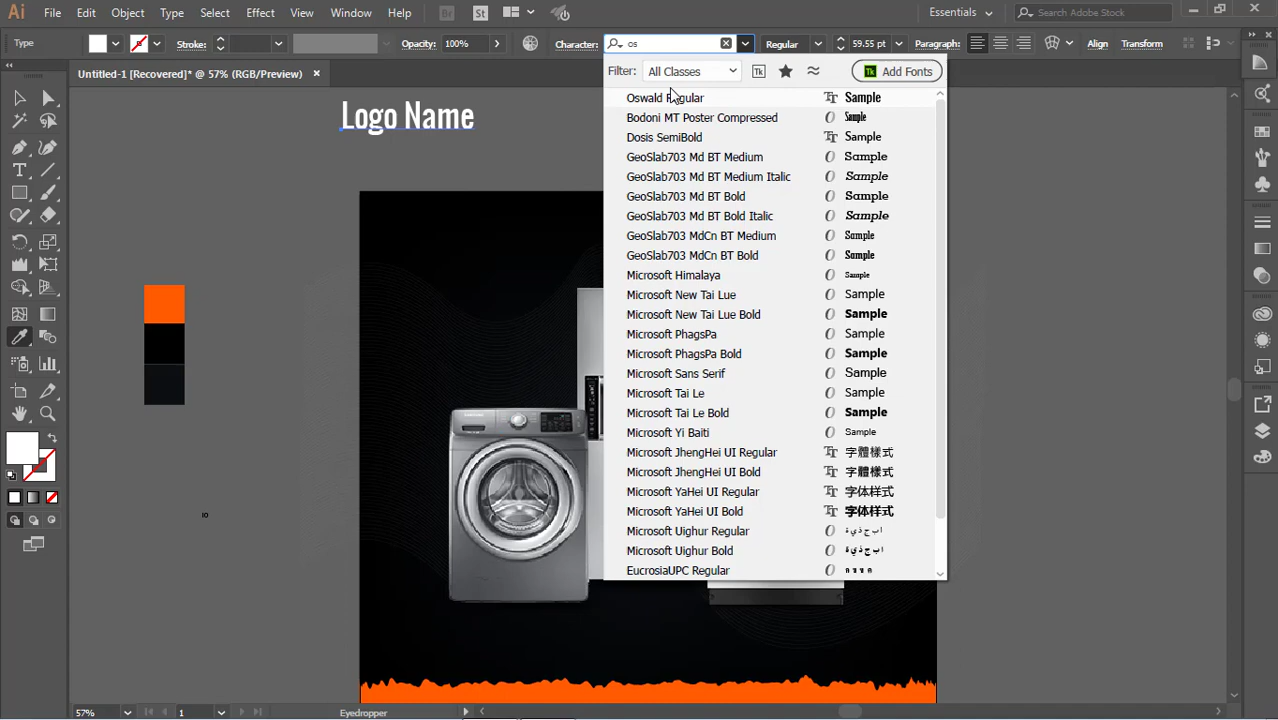 Ai File Edit Object Type Select Effect View Window Help Br St Essentials Search Adobe Stock
Type Stroke: Opacity: 100% Character: os Regular 59.55 pt Paragraph: Align Transform
Untitled-1 [Recovered]* @ 57% (RGB/Preview)
Filter: All Classes Tk Tk Add Fonts
Logo Name
Oswald Regular Sample
Bodoni MT Poster Compressed Sample
Dosis SemiBold Sample
GeoSlab703 Md BT Medium Sample
GeoSlab703 Md BT Medium Italic Sample
GeoSlab703 Md BT Bold Sample
GeoSlab703 Md BT Bold Italic Sample
GeoSlab703 MdCn BT Medium Sample
GeoSlab703 MdCn BT Bold Sample
Microsoft Himalaya Sample
Microsoft New Tai Lue Sample
Microsoft New Tai Lue Bold Sample
Microsoft PhagsPa Sample
Microsoft PhagsPa Bold Sample
Microsoft Sans Serif Sample
Microsoft Tai Le Sample
Microsoft Tai Le Bold Sample
Microsoft Yi Baiti Sample
Microsoft JhengHei UI Regular 字體樣式
Microsoft JhengHei UI Bold 字體樣式
Microsoft YaHei UI Regular 字体样式
Microsoft YaHei UI Bold 字体样式
Microsoft Uighur Regular
Microsoft Uighur Bold
EucrosiaUPC Regular
SAMSUNG
57% 1 Eyedropper